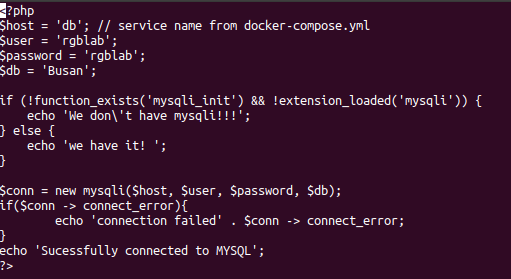 <?php
$host = 'db'; // service name from docker-compose.yml
$user = 'rgblab';
$password = 'rgblab';
$db = 'Busan';
if (!function_exists('mysqli_init') && !extension_loaded('mysqli')) {
    echo 'We don\'t have mysqli!!!';
} else {
    echo 'we have it! ';
}
$conn = new mysqli($host, $user, $password, $db);
if($conn -> connect_error){
        echo 'connection failed' . $conn -> connect_error;
}
echo 'Sucessfully connected to MYSQL';
?>